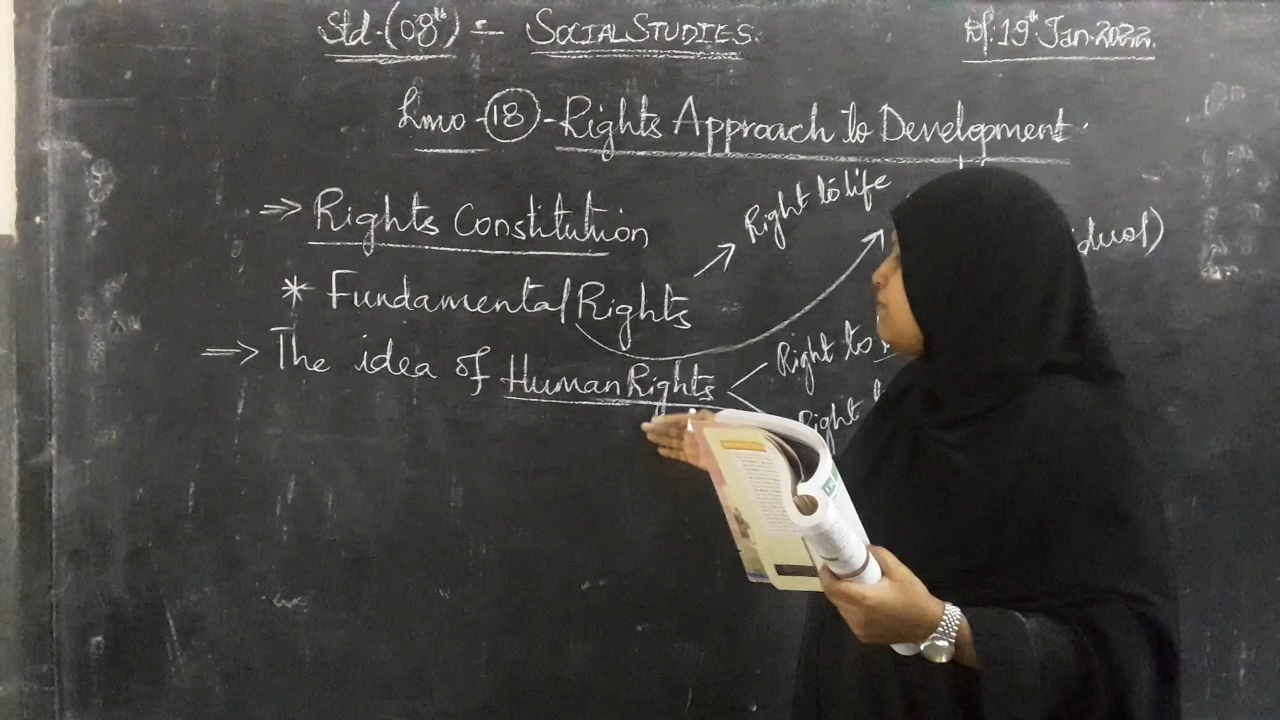 Std-(08th) - SOCIAL STUDIES.
Dt. 19th Jan-2022.
Lmo-18-Rights Approach to Development.
⇒ Rights Constitution
Right to life
* Fundamental Rights
⇒ The idea of Human Rights
Right to
Right